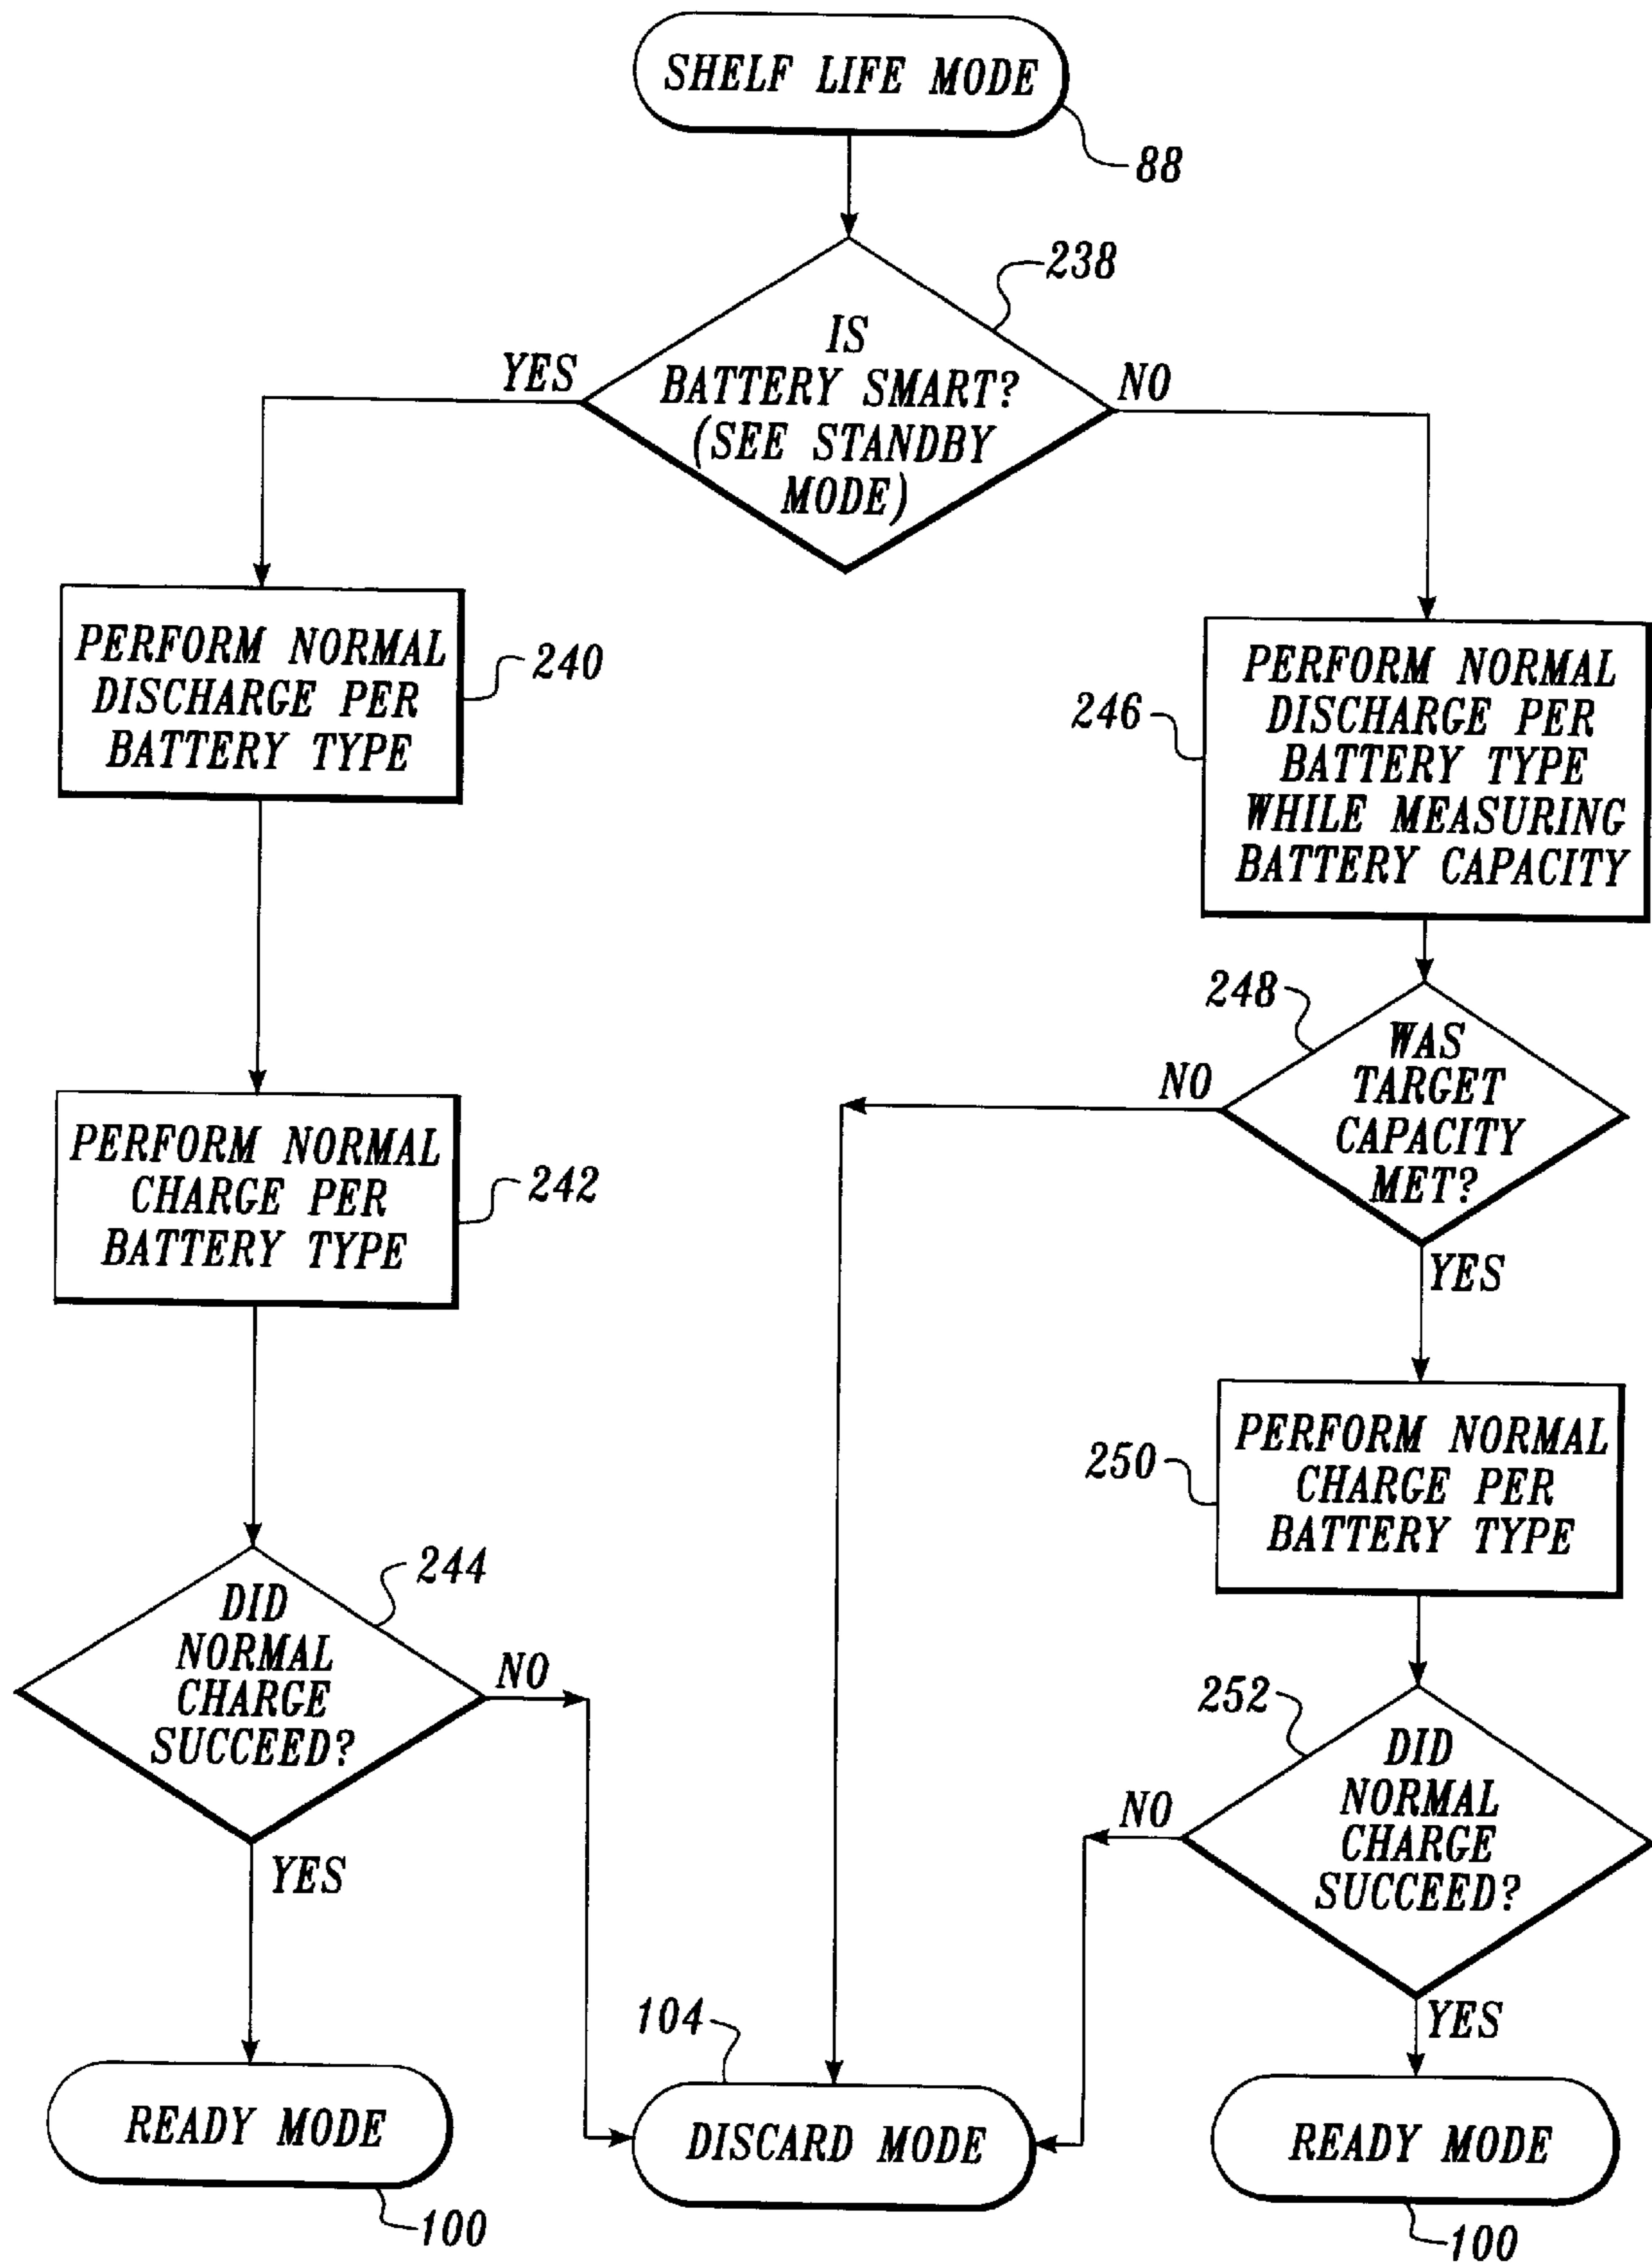 SHELF LIFE MODE
88
238
IS
BATTERY SMART?
(SEE STANDBY
MODE)
YES
NO
PERFORM NORMAL
DISCHARGE PER
BATTERY TYPE
240
246
PERFORM NORMAL
DISCHARGE PER
BATTERY TYPE
WHILE MEASURING
BATTERY CAPACITY
248
WAS
TARGET
CAPACITY
MET?
NO
YES
PERFORM NORMAL
CHARGE PER
BATTERY TYPE
242
250
PERFORM NORMAL
CHARGE PER
BATTERY TYPE
244
DID
NORMAL
CHARGE
SUCCEED?
NO
YES
252
DID
NORMAL
CHARGE
SUCCEED?
NO
YES
104
READY MODE
100
DISCARD MODE
READY MODE
100